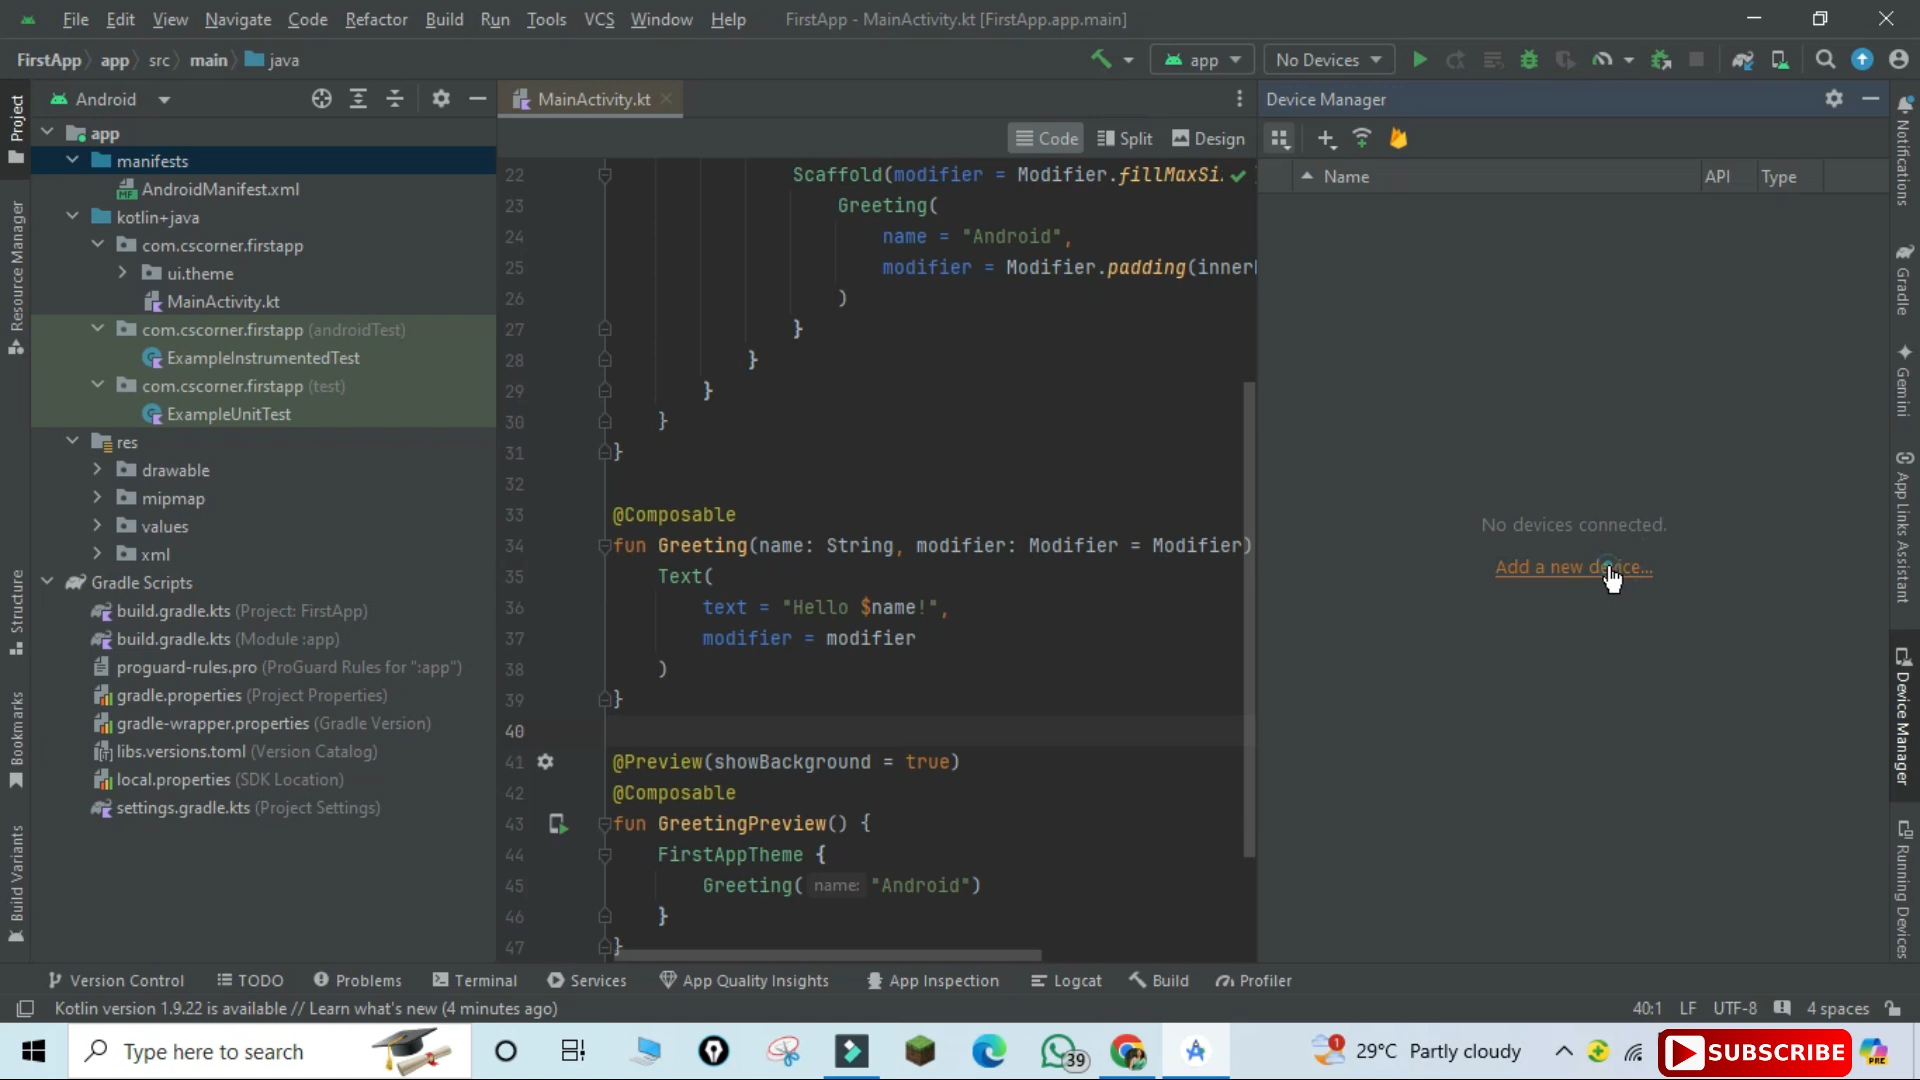 File Edit View Navigate Code Refactor Build Run Tools VCS Window Help FirstApp - MainActivity.kt [FirstApp.app.main]
FirstApp app src main java
app No Devices
Project
Resource Manager
Structure
Bookmarks
Build Variants
Android
app
manifests
AndroidManifest.xml
kotlin+java
com.cscorner.firstapp
ui.theme
MainActivity.kt
com.cscorner.firstapp (androidTest)
ExampleInstrumentedTest
com.cscorner.firstapp (test)
ExampleUnitTest
res
drawable
mipmap
values
xml
Gradle Scripts
build.gradle.kts (Project: FirstApp)
build.gradle.kts (Module :app)
proguard-rules.pro (ProGuard Rules for ":app")
gradle.properties (Project Properties)
gradle-wrapper.properties (Gradle Version)
libs.versions.toml (Version Catalog)
local.properties (SDK Location)
settings.gradle.kts (Project Settings)
MainActivity.kt
Code Split Design
22 Scaffold(modifier = Modifier.fillMaxSi
23 Greeting(
24 name = "Android",
25 modifier = Modifier.padding(inner
26 )
27 }
28 }
29 }
30 }
31 }
32
33 @Composable
34 fun Greeting(name: String, modifier: Modifier = Modifier)
35 Text(
36 text = "Hello $name!",
37 modifier = modifier
38 )
39 }
40
41 @Preview(showBackground = true)
42 @Composable
43 fun GreetingPreview() {
44 FirstAppTheme {
45 Greeting( name: "Android")
46 }
47 }
Device Manager
Name API Type
No devices connected.
Add a new device...
Notifications
Gradle
Gemini
App Links Assistant
Device Manager
Running Devices
Version Control TODO Problems Terminal Services App Quality Insights App Inspection Logcat Build Profiler
Kotlin version 1.9.22 is available // Learn what's new (4 minutes ago) 40:1 LF UTF-8 4 spaces
Type here to search 39 1 29°C Partly cloudy SUBSCRIBE PRE